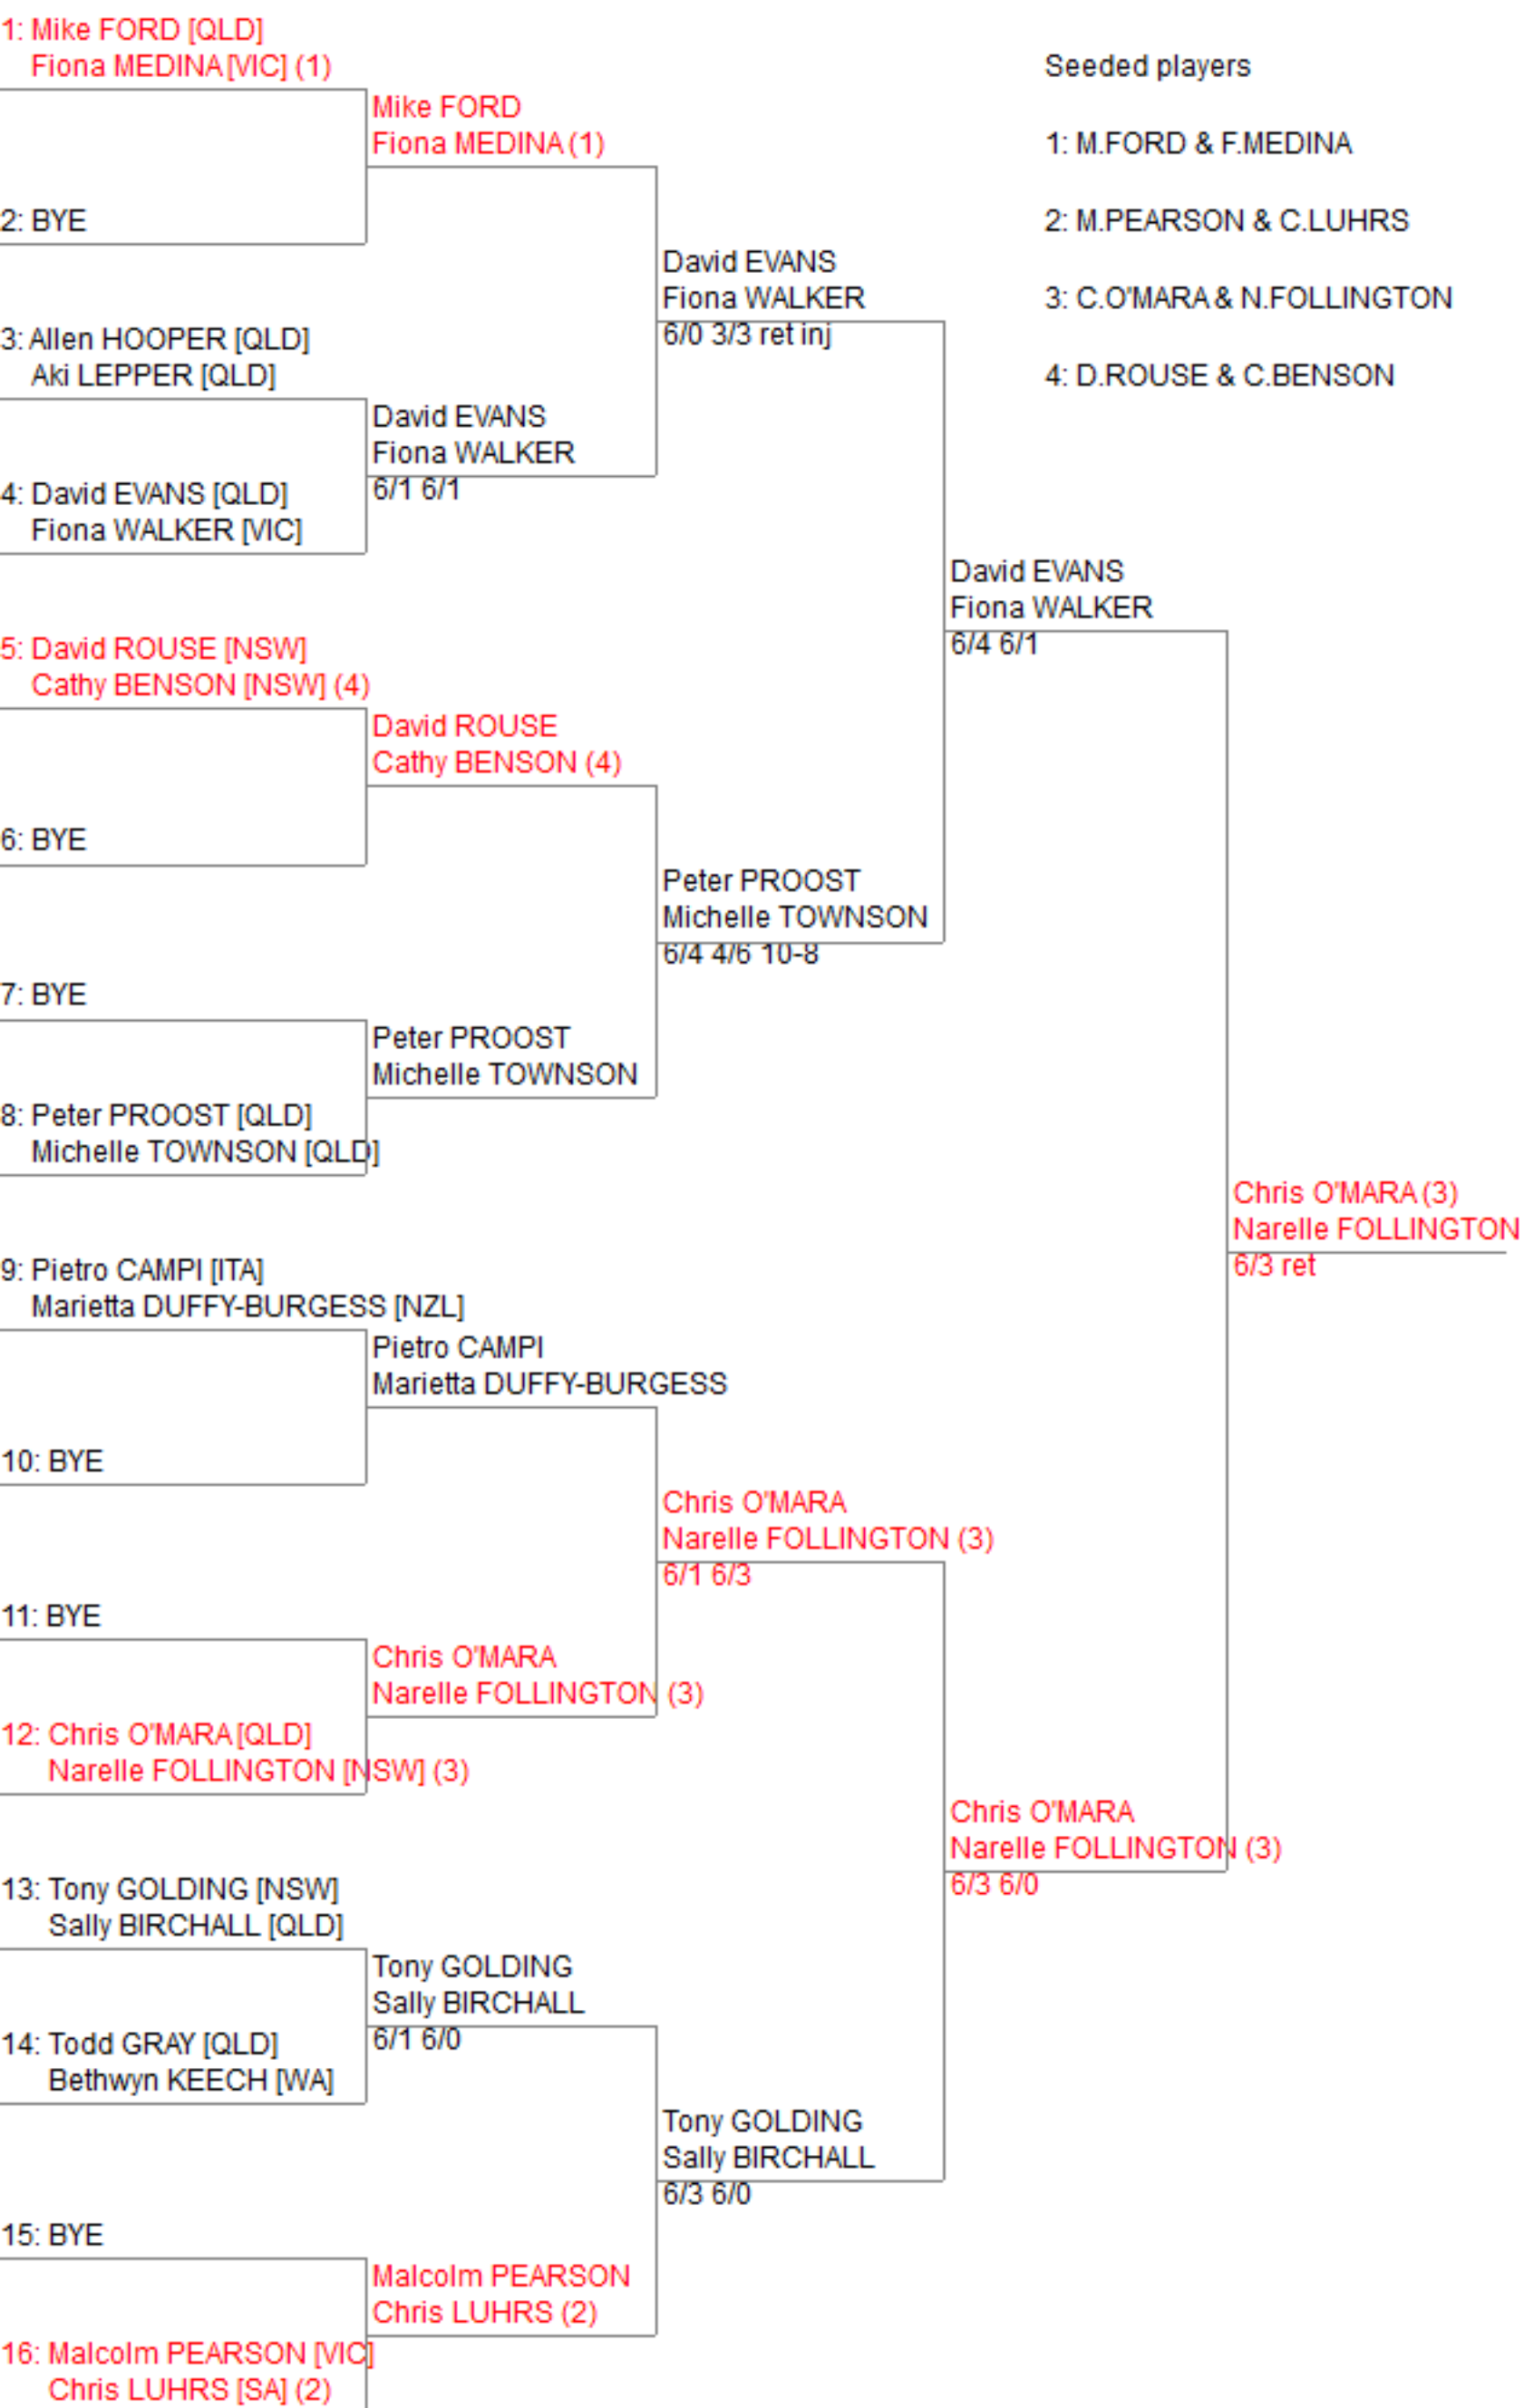 1: Mike FORD [QLD]
Fiona MEDINA [VIC] (1)
2: BYE
3: Allen HOOPER [QLD]
Aki LEPPER [QLD]
4: David EVANS [QLD]
Fiona WALKER [VIC]
5: David ROUSE [NSW]
Cathy BENSON [NSW] (4)
6: BYE
7: BYE
8: Peter PROOST [QLD]
Michelle TOWNSON [QLD]
9: Pietro CAMPI [ITA]
Marietta DUFFY-BURGESS [NZL]
10: BYE
11: BYE
12: Chris O'MARA [QLD]
Narelle FOLLINGTON [NSW] (3)
13: Tony GOLDING [NSW]
Sally BIRCHALL [QLD]
14: Todd GRAY [QLD]
Bethwyn KEECH [WA]
15: BYE
16: Malcolm PEARSON [VIC]
Chris LUHRS [SA] (2)
Mike FORD
Fiona MEDINA (1)
David EVANS
Fiona WALKER
6/1 6/1
David ROUSE
Cathy BENSON (4)
Peter PROOST
Michelle TOWNSON
Pietro CAMPI
Marietta DUFFY-BURGESS
Chris O'MARA
Narelle FOLLINGTON (3)
Tony GOLDING
Sally BIRCHALL
6/1 6/0
Malcolm PEARSON
Chris LUHRS (2)
David EVANS
Fiona WALKER
6/0 3/3 ret inj
Peter PROOST
Michelle TOWNSON
6/4 4/6 10-8
Chris O'MARA
Narelle FOLLINGTON (3)
6/1 6/3
Tony GOLDING
Sally BIRCHALL
6/3 6/0
David EVANS
Fiona WALKER
6/4 6/1
Chris O'MARA
Narelle FOLLINGTON (3)
6/3 6/0
Chris O'MARA (3)
Narelle FOLLINGTON
6/3 ret
Seeded players
1: M.FORD & F.MEDINA
2: M.PEARSON & C.LUHRS
3: C.O'MARA & N.FOLLINGTON
4: D.ROUSE & C.BENSON